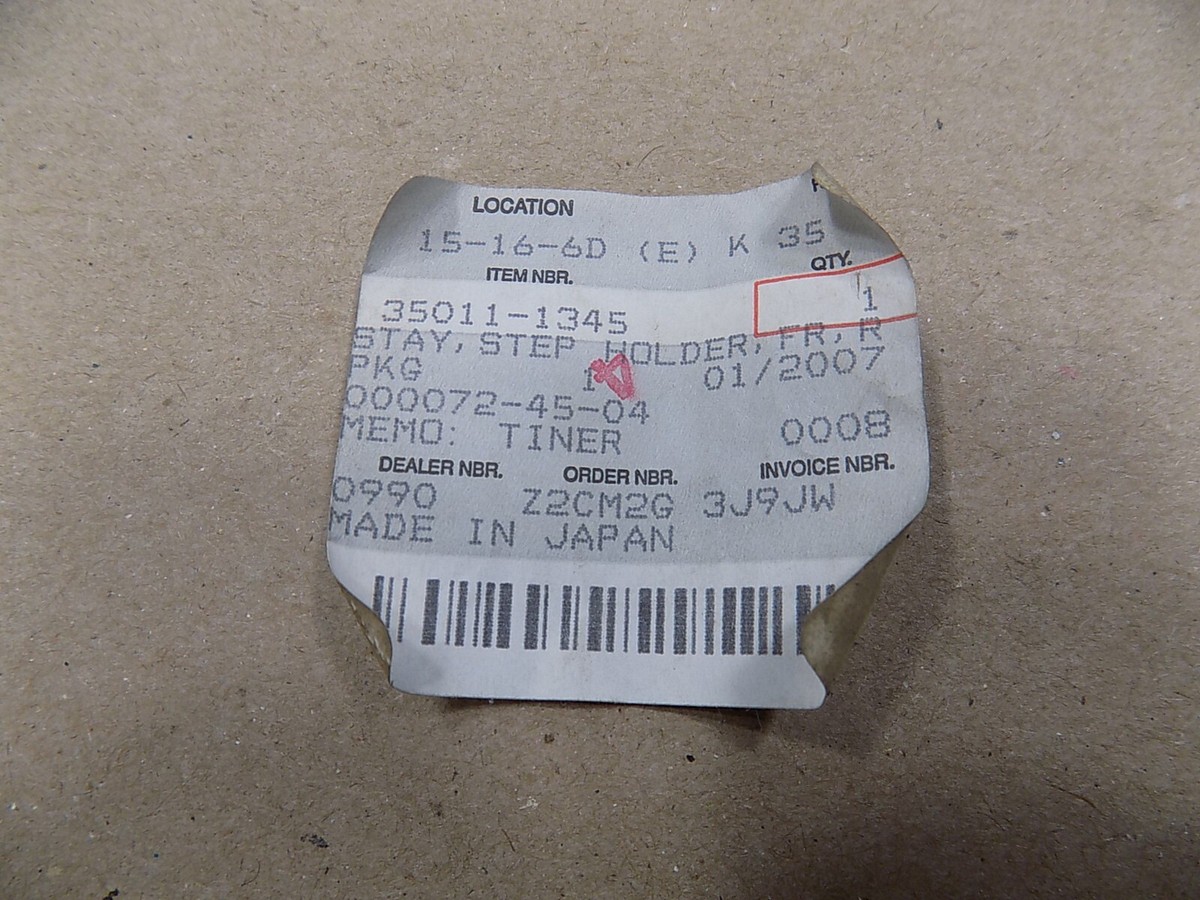 LOCATION
15-16-6D (E) K 35
ITEM NBR. QTY.
35011-1345 1
STAY, STEP HOLDER, FR, R
PKG 1 01/2007
000072-45-04
MEMO: TINER 0008
DEALER NBR. ORDER NBR. INVOICE NBR.
0990 Z2CM2G 3J9JW
MADE IN JAPAN